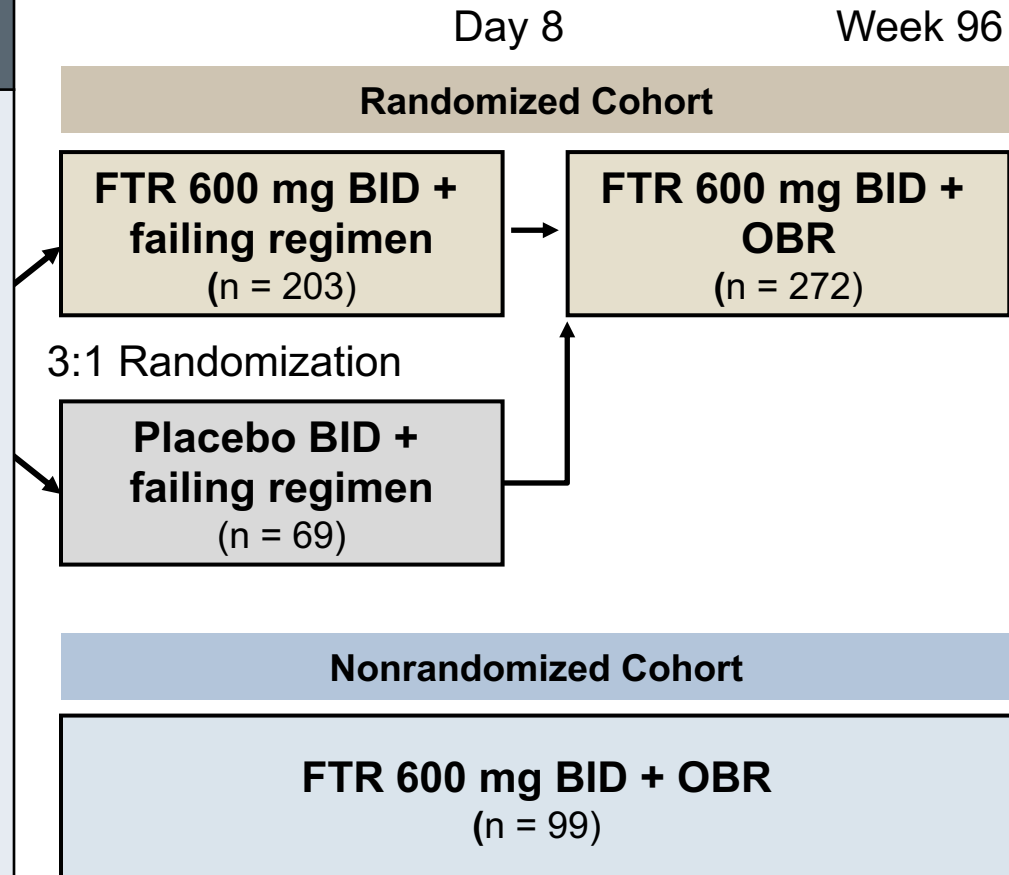 Day 8 Week 96
Randomized Cohort
FTR 600 mg BID +
failing regimen
(n = 203)
FTR 600 mg BID +
OBR
(n = 272)
3:1 Randomization
Placebo BID +
failing regimen
(n = 69)
Nonrandomized Cohort
FTR 600 mg BID + OBR
(n = 99)